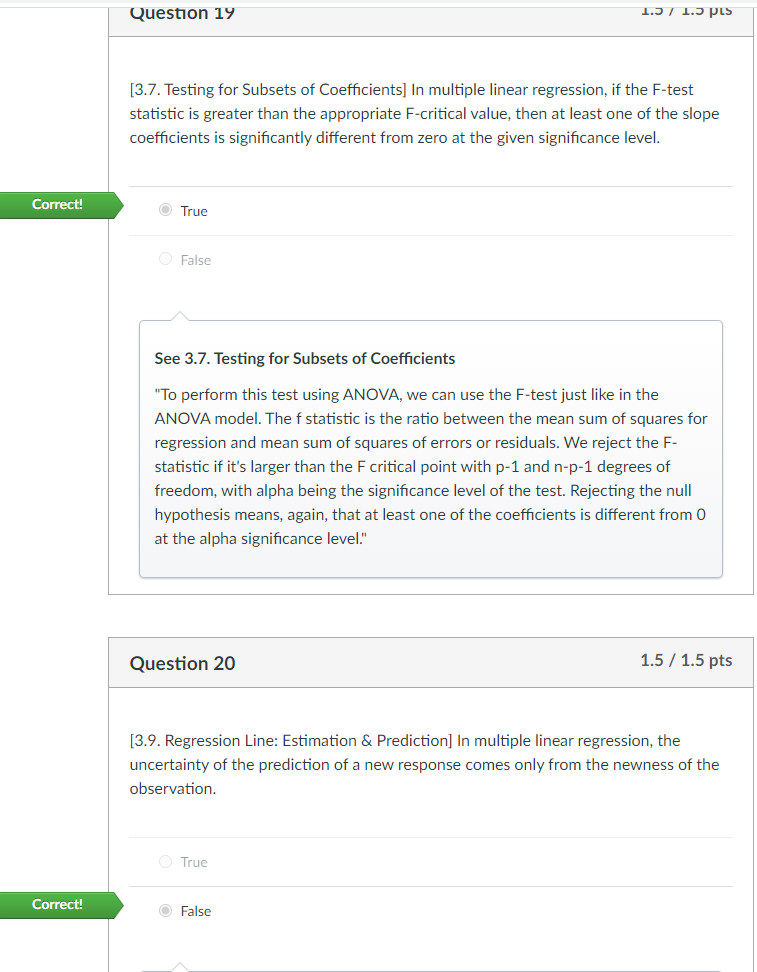 Question 19
1.5 / 1.5 pts
[3.7. Testing for Subsets of Coefficients] In multiple linear regression, if the F-test
statistic is greater than the appropriate F-critical value, then at least one of the slope
coefficients is significantly different from zero at the given significance level.
Correct!
True
False
See 3.7. Testing for Subsets of Coefficients
"To perform this test using ANOVA, we can use the F-test just like in the
ANOVA model. The f statistic is the ratio between the mean sum of squares for
regression and mean sum of squares of errors or residuals. We reject the F-
statistic if it's larger than the F critical point with p-1 and n-p-1 degrees of
freedom, with alpha being the significance level of the test. Rejecting the null
hypothesis means, again, that at least one of the coefficients is different from 0
at the alpha significance level."
Question 20
1.5 / 1.5 pts
[3.9. Regression Line: Estimation & Prediction] In multiple linear regression, the
uncertainty of the prediction of a new response comes only from the newness of the
observation.
True
Correct!
False